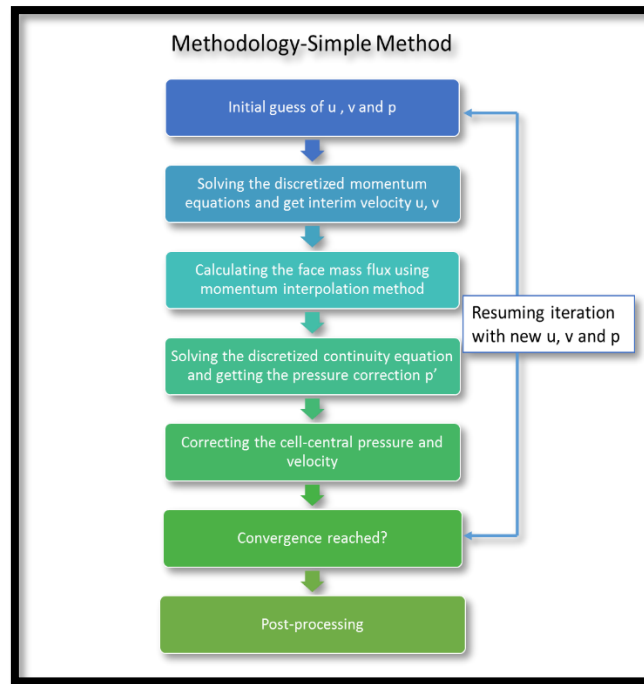 Methodology-Simple Method
Initial guess of u , v and p
Solving the discretized momentum
equations and get interim velocity u, v
Calculating the face mass flux using
momentum interpolation method
Resuming iteration
with new u, v and p
Solving the discretized continuity equation
and getting the pressure correction p’
Correcting the cell-central pressure and
velocity
Convergence reached?
Post-processing